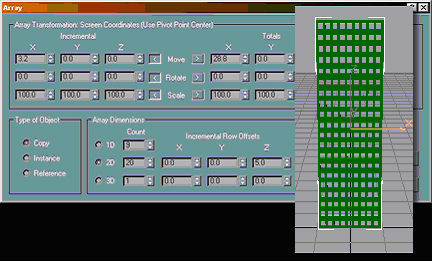 Array
Array Transformation: Screen Coordinates (Use Pivot Point Center)
Incremental Totals
X Y Z X Y
3.2 0.0 0.0 < Move > 28.8 0.0
0.0 0.0 0.0 < Rotate > 0.0 0.0
100.0 100.0 100.0 < Scale > 100.0 100.0
Type of Object
Copy
Instance
Reference
Array Dimensions
Count
Incremental Row Offsets
X Y Z
1D 9
2D 20 0.0 0.0 5.0
3D 1 0.0 0.0 0.0